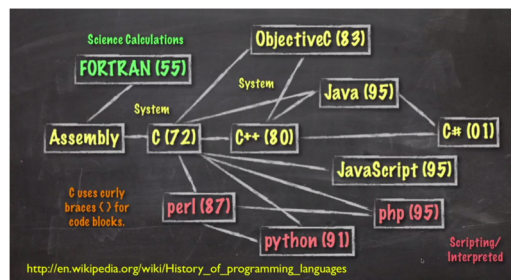 Science Calculations
ObjectiveC (83)
FORTRAN (55)
System
Java (95)
System
Assembly
C (72)
C++ (80)
C# (01)
JavaScript (95)
C uses curly
braces { } for
code blocks.
perl (87)
php (95)
python (91)
Scripting/
Interpreted
http://en.wikipedia.org/wiki/History_of_programming_languages